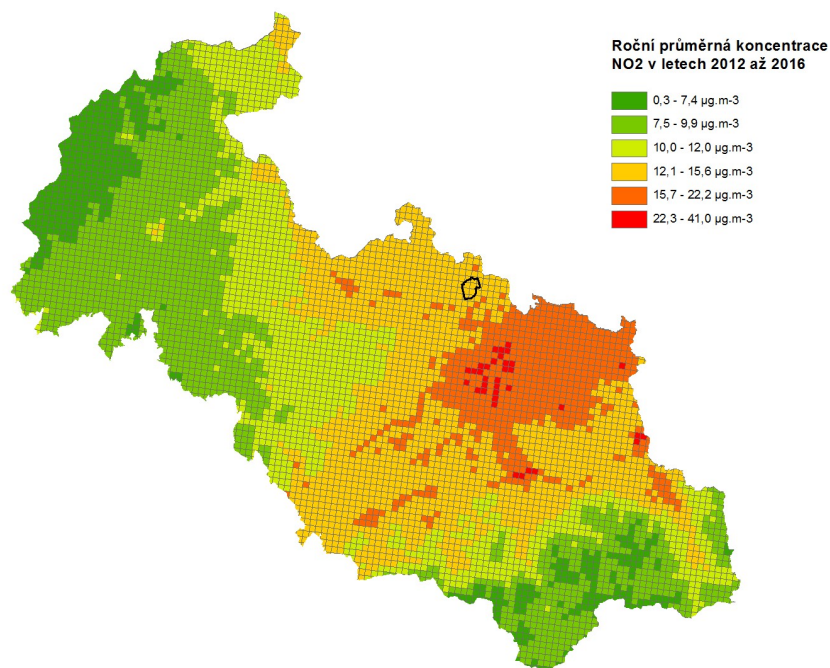 Roční průměrná koncentrace
NO2 v letech 2012 až 2016
0,3 - 7,4 µg.m-3
7,5 - 9,9 µg.m-3
10,0 - 12,0 µg.m-3
12,1 - 15,6 µg.m-3
15,7 - 22,2 µg.m-3
22,3 - 41,0 µg.m-3